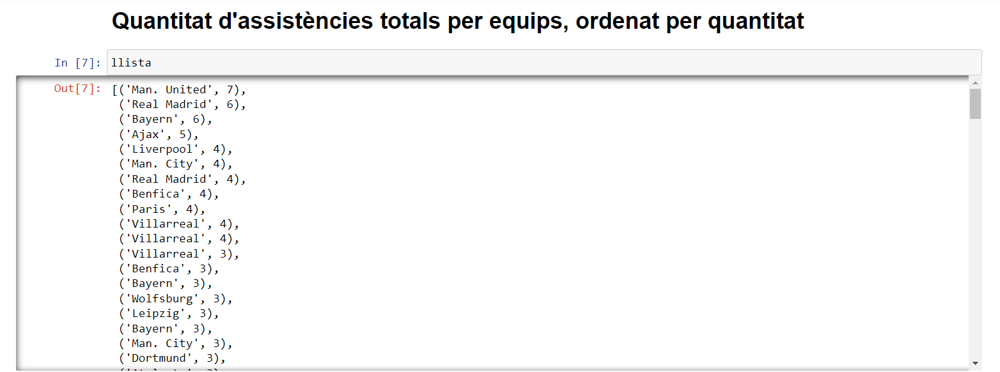 Quantitat d'assistències totals per equips, ordenat per quantitat
In [7]: llista
Out[7]: [('Man. United', 7),
('Real Madrid', 6),
('Bayern', 6),
('Ajax', 5),
('Liverpool', 4),
('Man. City', 4),
('Real Madrid', 4),
('Benfica', 4),
('Paris', 4),
('Villarreal', 4),
('Villarreal', 4),
('Villarreal', 3),
('Benfica', 3),
('Bayern', 3),
('Wolfsburg', 3),
('Leipzig', 3),
('Bayern', 3),
('Man. City', 3),
('Dortmund', 3),